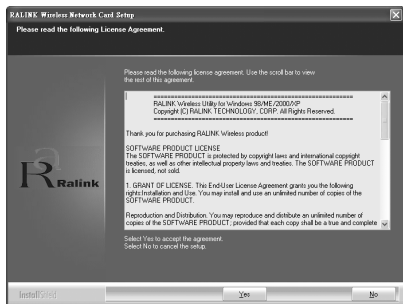 RALINK Wireless Network Card Setup
Please read the following License Agreement.
Please read the following license agreement. Use the scroll bar to view
the rest of this agreement.
================================================
RALINK Wireless Utility for Windows 98/ME/2000/XP
Copyright (C) RALINK TECHNOLOGY, CORP. All Rights Reserved.
================================================
Thank you for purchasing RALINK Wireless product!
SOFTWARE PRODUCT LICENSE
The SOFTWARE PRODUCT is protected by copyright laws and international copyright
treaties, as well as other intellectual property laws and treaties. The SOFTWARE PRODUCT
is licensed, not sold.
1. GRANT OF LICENSE. This End-User License Agreement grants you the following
rights:Installation and Use. You may install and use an unlimited number of copies of the
SOFTWARE PRODUCT.
Reproduction and Distribution. You may reproduce and distribute an unlimited number of
copies of the SOFTWARE PRODUCT; provided that each copy shall be a true and complete
Ralink
Select Yes to accept the agreement.
Select No to cancel the setup.
InstallShield
Yes
No